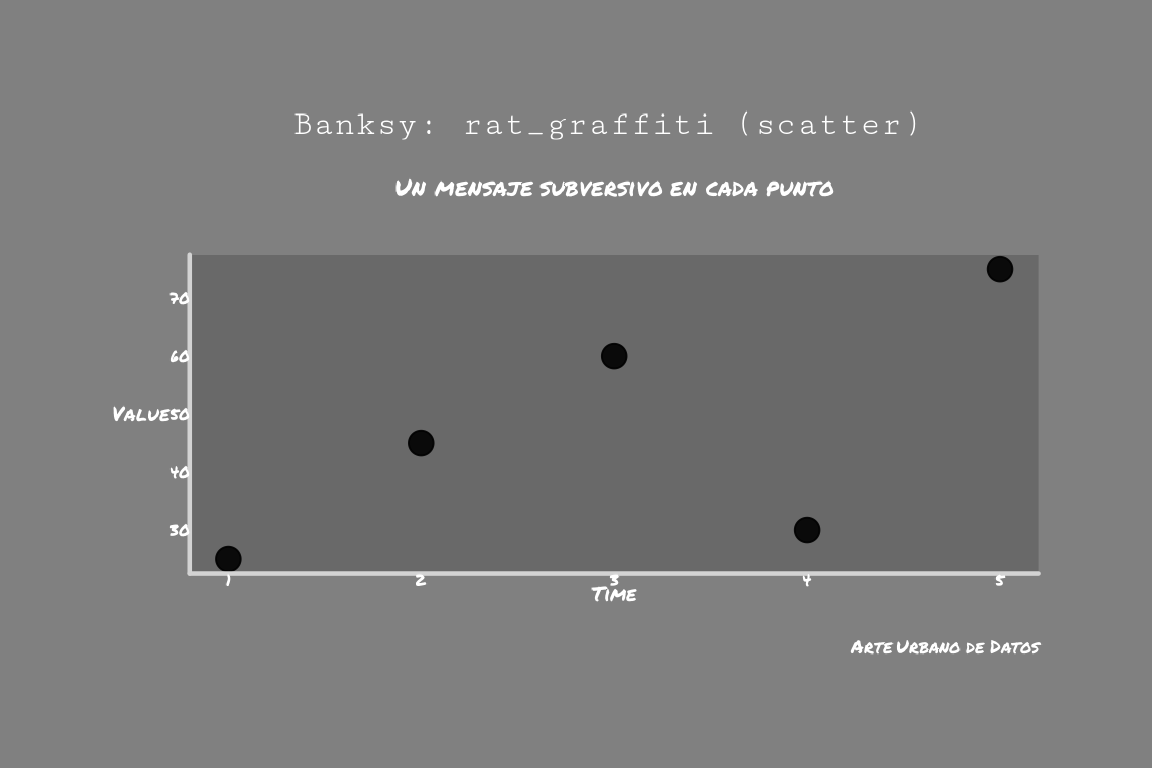 Banksy: rat_graffiti (scatter)
Un mensaje subversivo en cada punto
70
60
Value50
40
30
1 2 3 4 5
Time
Arte Urbano de Datos